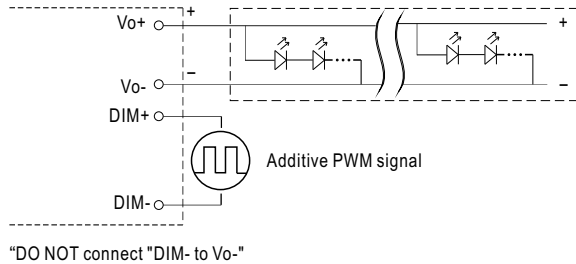 Vo+
+
+
−
Vo-
−
DIM+
Additive PWM signal
DIM-
“DO NOT connect "DIM- to Vo-"